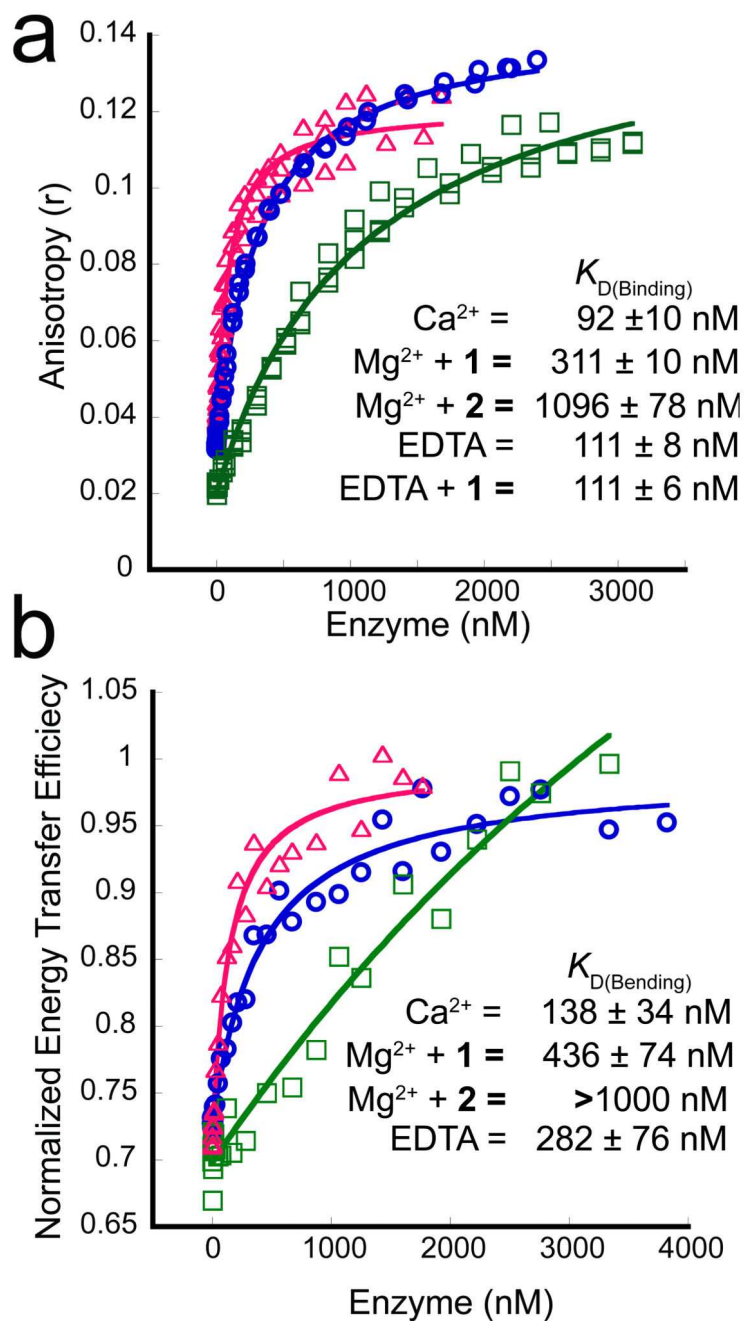 a
0.14
0.12
0.1
0.08
0.06
0.04
0.02
0
Anisotropy (r)
K_D(Binding)
Ca²⁺ = 92 ±10 nM
Mg²⁺ + 1 = 311 ± 10 nM
Mg²⁺ + 2 = 1096 ± 78 nM
EDTA = 111 ± 8 nM
EDTA + 1 = 111 ± 6 nM
0 1000 2000 3000
Enzyme (nM)
b
1.05
1
0.95
0.9
0.85
0.8
0.75
0.7
0.65
Normalized Energy Transfer Efficiecy
K_D(Bending)
Ca²⁺ = 138 ± 34 nM
Mg²⁺ + 1 = 436 ± 74 nM
Mg²⁺ + 2 = >1000 nM
EDTA = 282 ± 76 nM
0 1000 2000 3000 4000
Enzyme (nM)